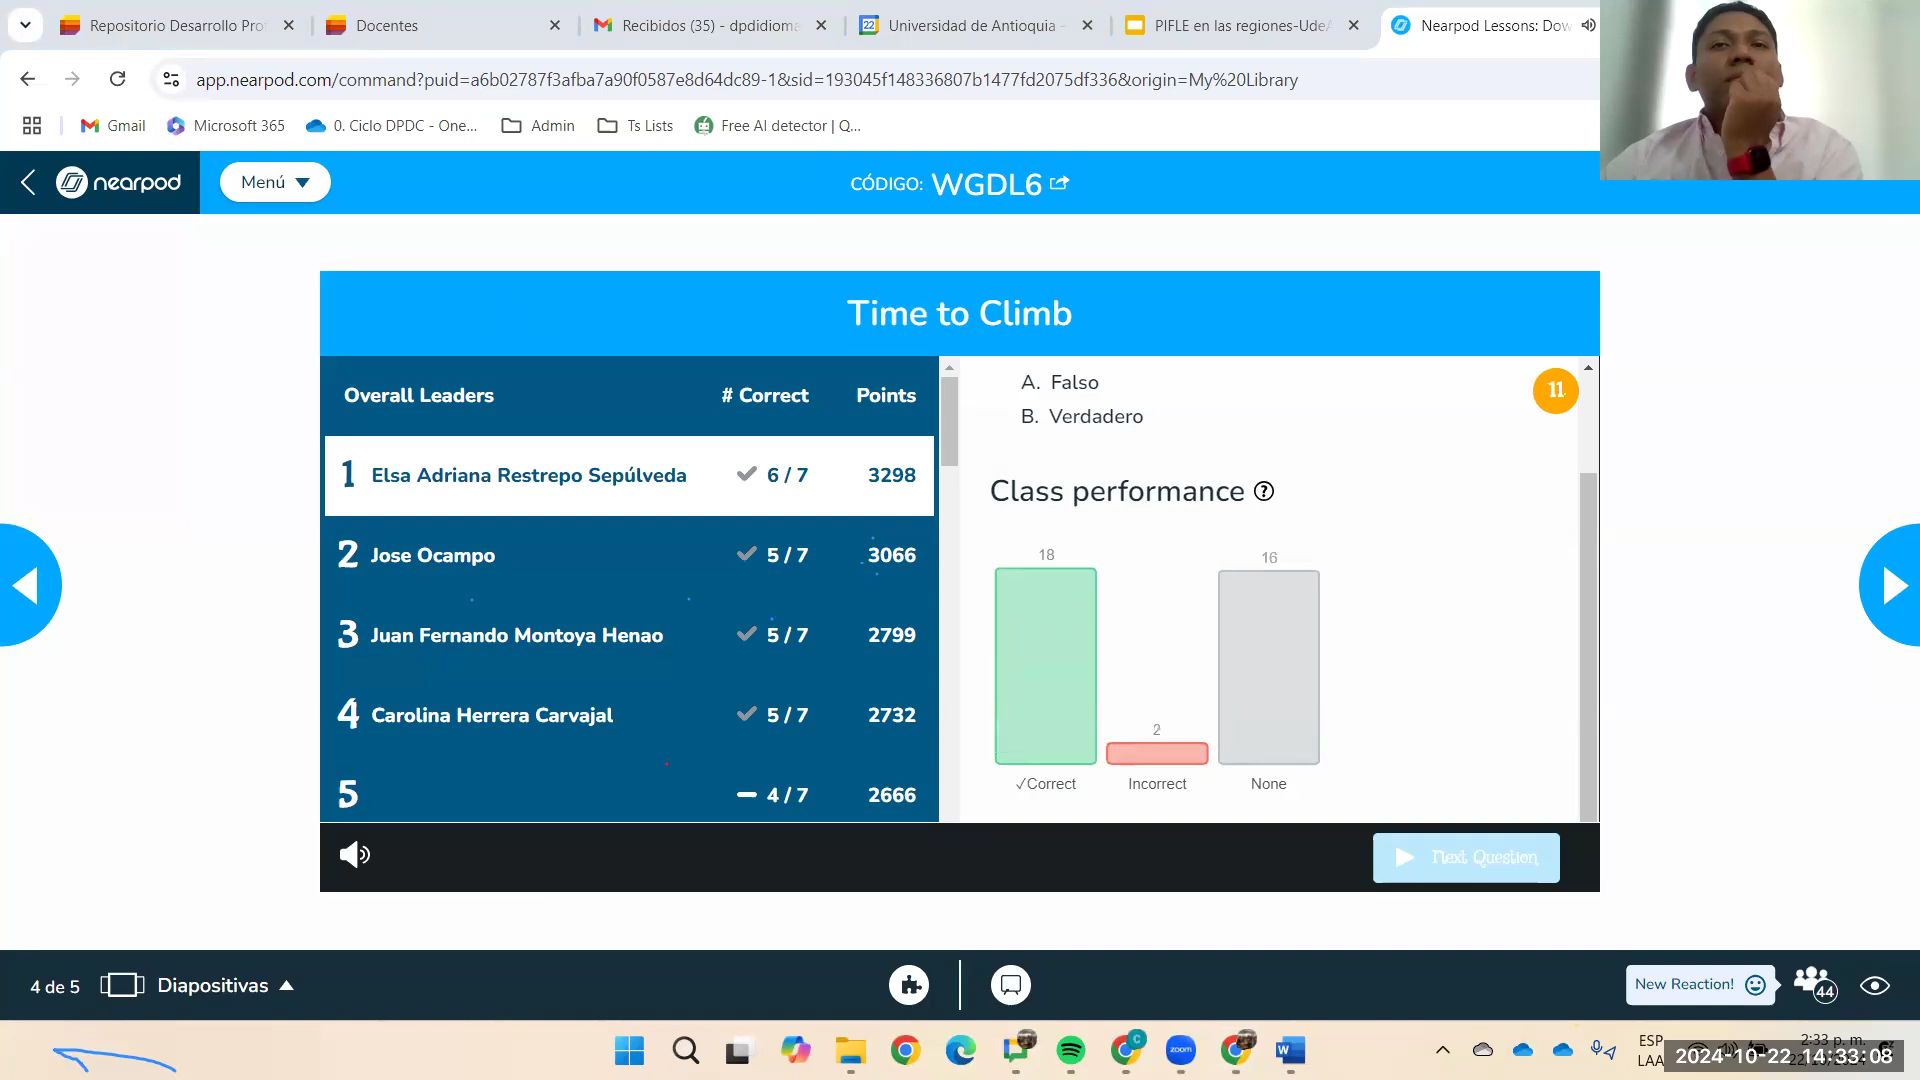 Repositorio Desarrollo Prof
Docentes
Recibidos (35) - dpdidioma
22
Universidad de Antioquia -
PIFLE en las regiones-UdeA
Nearpod Lessons: Dow
app.nearpod.com/command?puid=a6b02787f3afba7a90f0587e8d64dc89-1&sid=193045f148336807b1477fd2075df336&origin=My%20Library
Gmail
Microsoft 365
0. Ciclo DPDC - One...
Admin
Ts Lists
Free AI detector | Q...
nearpod
Menú
CÓDIGO: WGDL6
Time to Climb
Overall Leaders # Correct Points
1 Elsa Adriana Restrepo Sepúlveda 6 / 7 3298
2 Jose Ocampo 5 / 7 3066
3 Juan Fernando Montoya Henao 5 / 7 2799
4 Carolina Herrera Carvajal 5 / 7 2732
5 4 / 7 2666
A. Falso
B. Verdadero
11
Class performance ?
18
2
16
✓Correct
Incorrect
None
Next Question
4 de 5
Diapositivas
New Reaction!
44
zoom
ESP
LAA
2:33 p. m.
2024-10-22 14:33:08